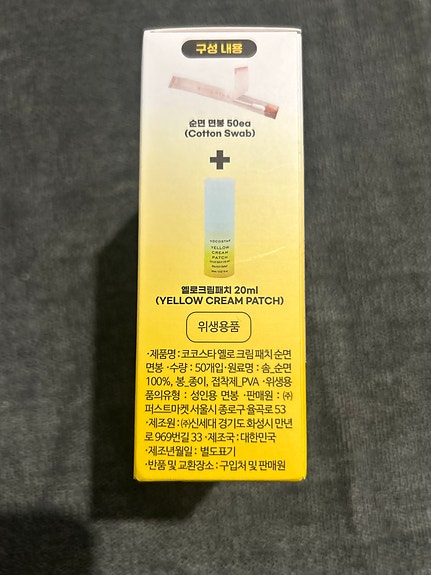 구성 내용
순면 면봉 50ea
(Cotton Swab)
+
KOCOSTAR
YELLOW
CREAM
PATCH
옐로크림패치 20ml
(YELLOW CREAM PATCH)
위생용품
·제품명 : 코코스타 옐로 크림 패치 순면
면봉 ·수량 : 50개입·원료명 : 솜_순면
100%, 봉_종이, 접착제_PVA ·위생용
품의유형 : 성인용 면봉 ·판매원 : ㈜
퍼스트마켓 서울시 종로구 율곡로 53
·제조원 : ㈜신세대 경기도 화성시 만년
로 969번길 33 ·제조국 : 대한민국
·제조년월일 : 별도표기
·반품 및 교환장소 : 구입처 및 판매원